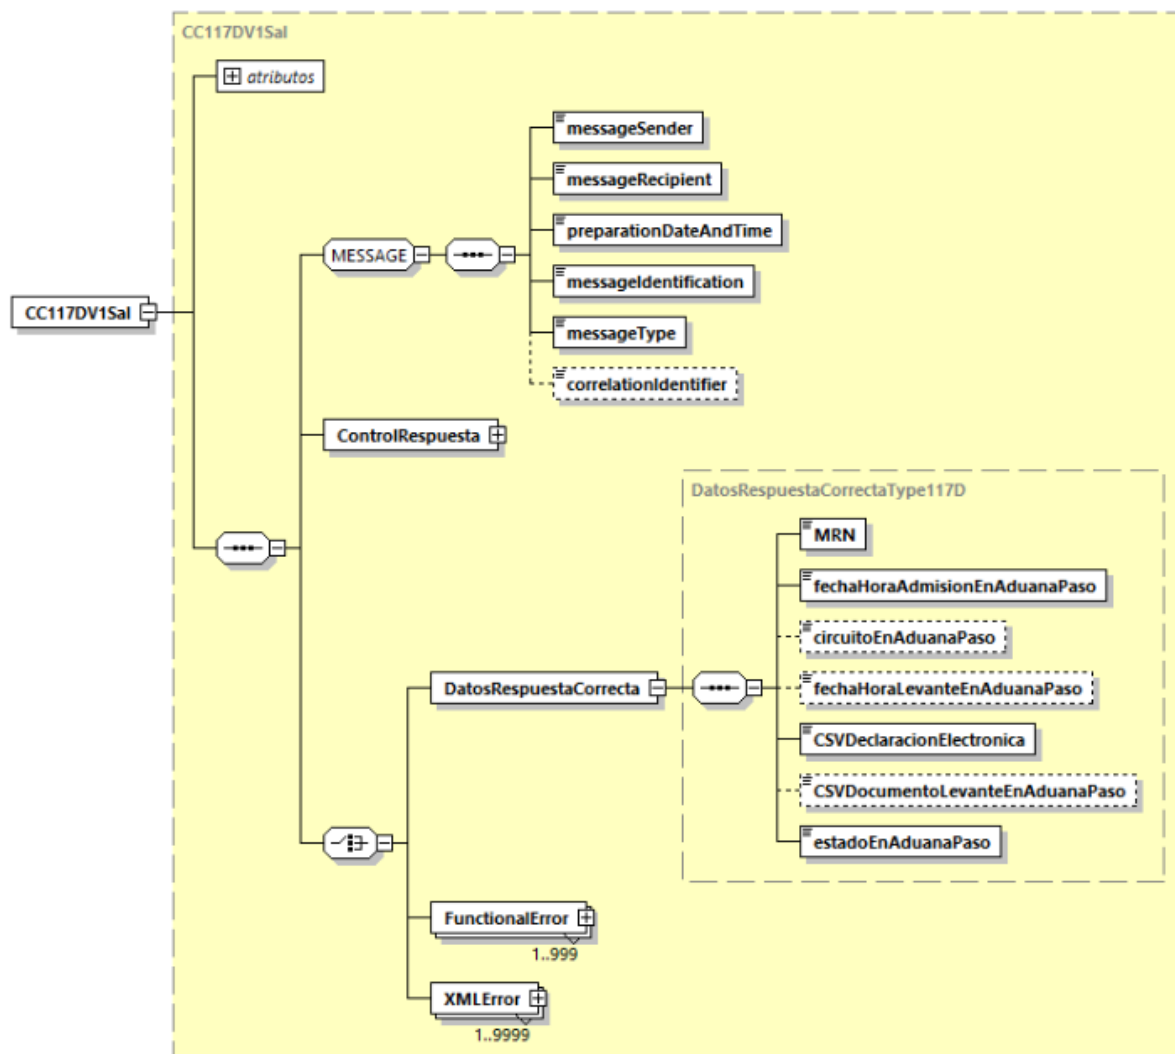 CC117DV1Sal
atributos
messageSender
messageRecipient
preparationDateAndTime
MESSAGE
messageIdentification
CC117DV1Sal
messageType
correlationIdentifier
ControlRespuesta
DatosRespuestaCorrectaType117D
MRN
fechaHoraAdmisionEnAduanaPaso
circuitoEnAduanaPaso
DatosRespuestaCorrecta
fechaHoraLevanteEnAduanaPaso
CSVDeclaracionElectronica
CSVDocumentoLevanteEnAduanaPaso
estadoEnAduanaPaso
FunctionalError
1..999
XMLError
1..9999